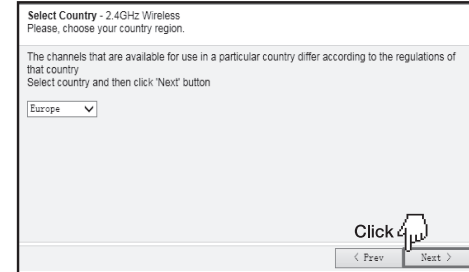 Select Country - 2.4GHz Wireless
Please, choose your country region.
The channels that are available for use in a particular country differ according to the regulations of
that country
Select country and then click 'Next' button
Europe
Click
< Prev
Next >